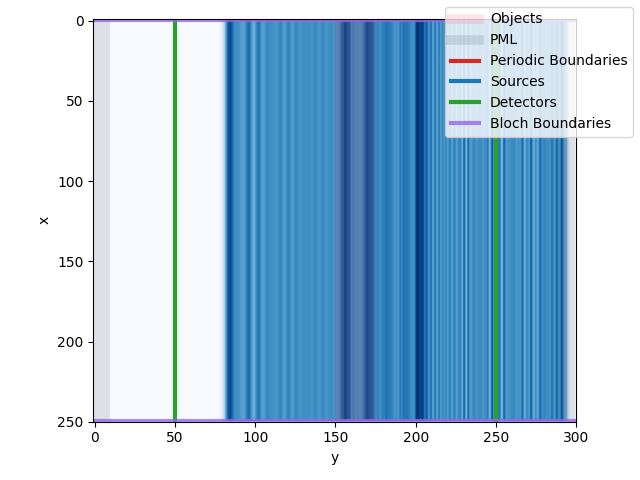 Objects
PML
Periodic Boundaries
Sources
Detectors
Bloch Boundaries
0
50
100
150
200
250
x
0 50 100 150 200 250 300
y